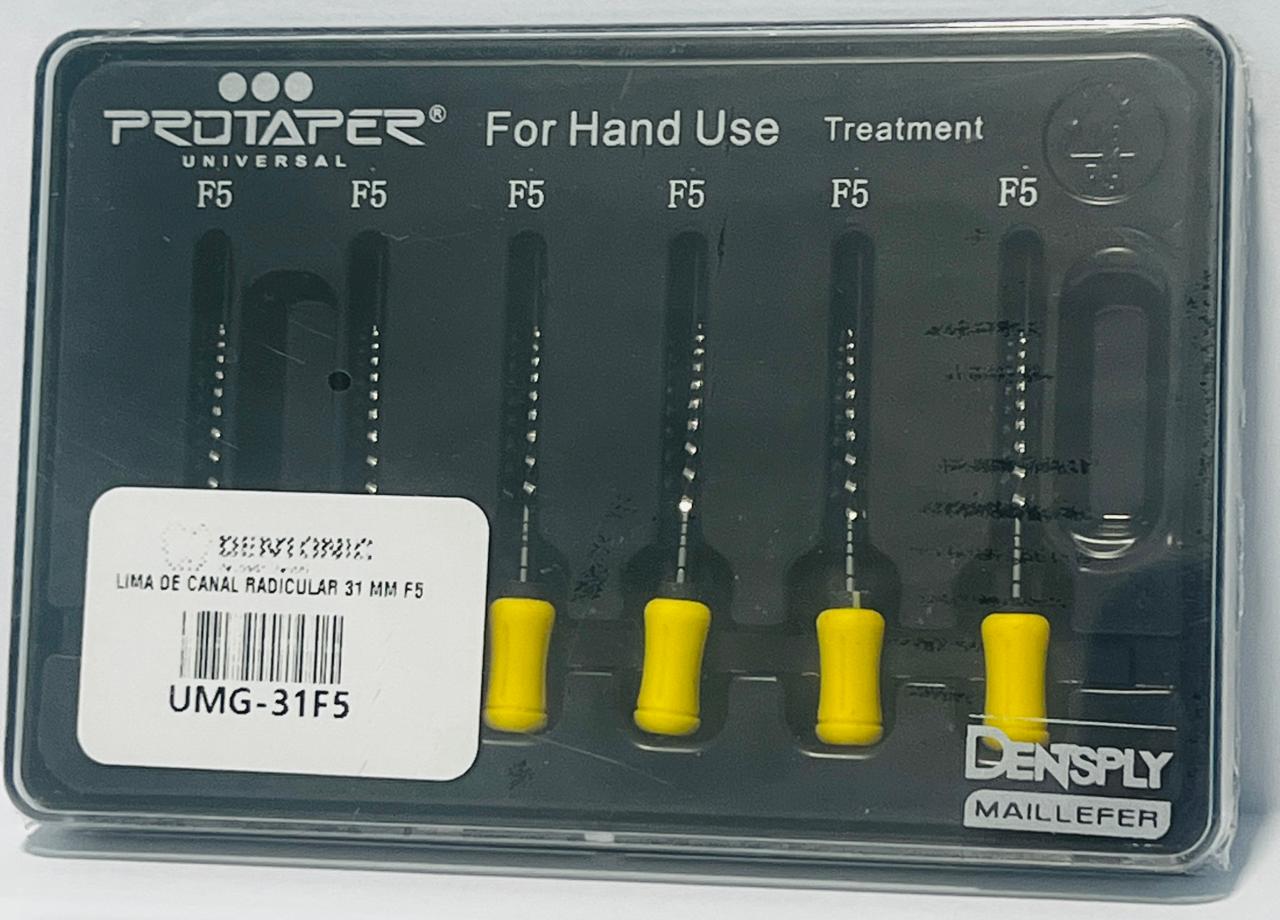 PROTAPER®
UNIVERSAL
For Hand Use
Treatment
F5 F5 F5 F5 F5 F5
DENTONIC
LIMA DE CANAL RADICULAR 31 MM F5
UMG-31F5
DENTSPLY
MAILLEFER